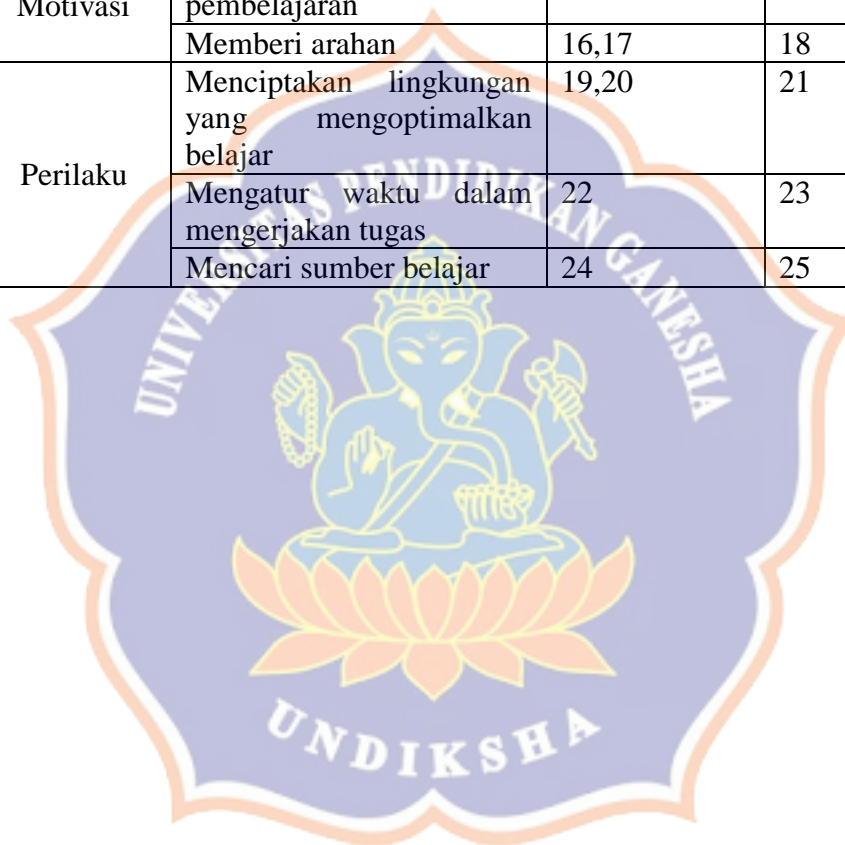 Motivasi pembelajaran
Memberi arahan 16,17 18
Menciptakan lingkungan 19,20 21
yang mengoptimalkan
belajar
Perilaku
Mengatur waktu dalam 22 23
mengerjakan tugas
Mencari sumber belajar 24 25
UNIVERSITAS PENDIDIKAN GANESHA
UNDIKSHA